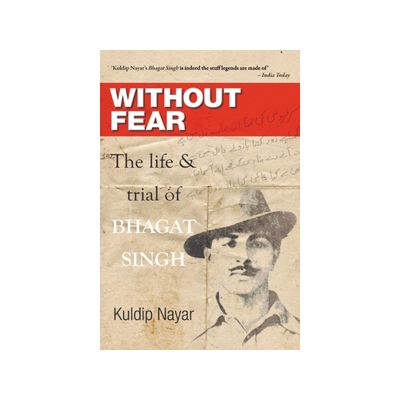 'Kuldip Nayar's Bhagat Singh is indeed the stuff legends are made of'
- India Today
WITHOUT
FEAR
The life &
trial of
BHAGAT
SINGH
Kuldip Nayar